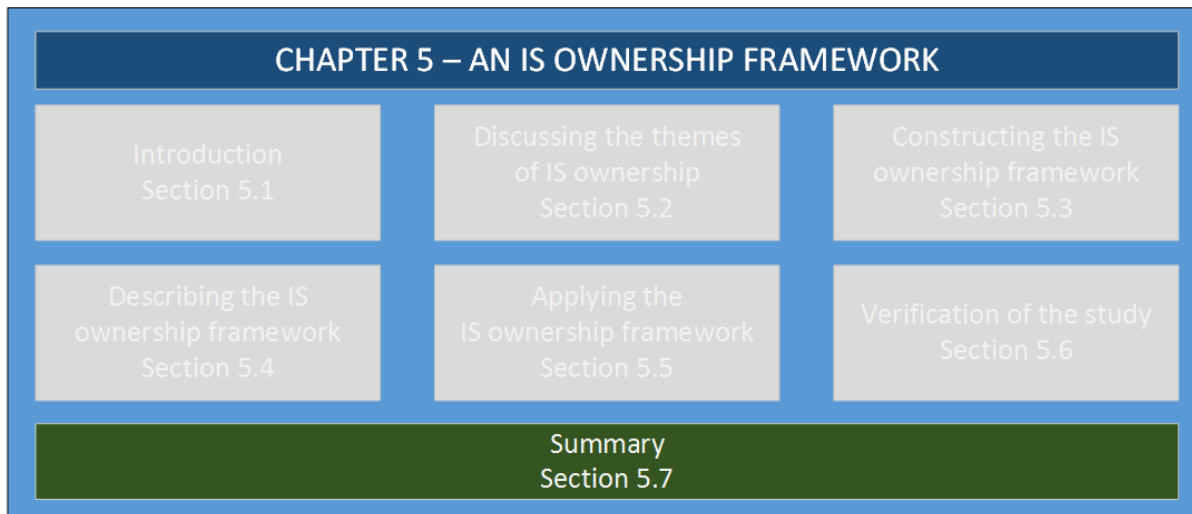 CHAPTER 5 – AN IS OWNERSHIP FRAMEWORK
Introduction
Section 5.1
Discussing the themes
of IS ownership
Section 5.2
Constructing the IS
ownership framework
Section 5.3
Describing the IS
ownership framework
Section 5.4
Applying the
IS ownership framework
Section 5.5
Verification of the study
Section 5.6
Summary
Section 5.7